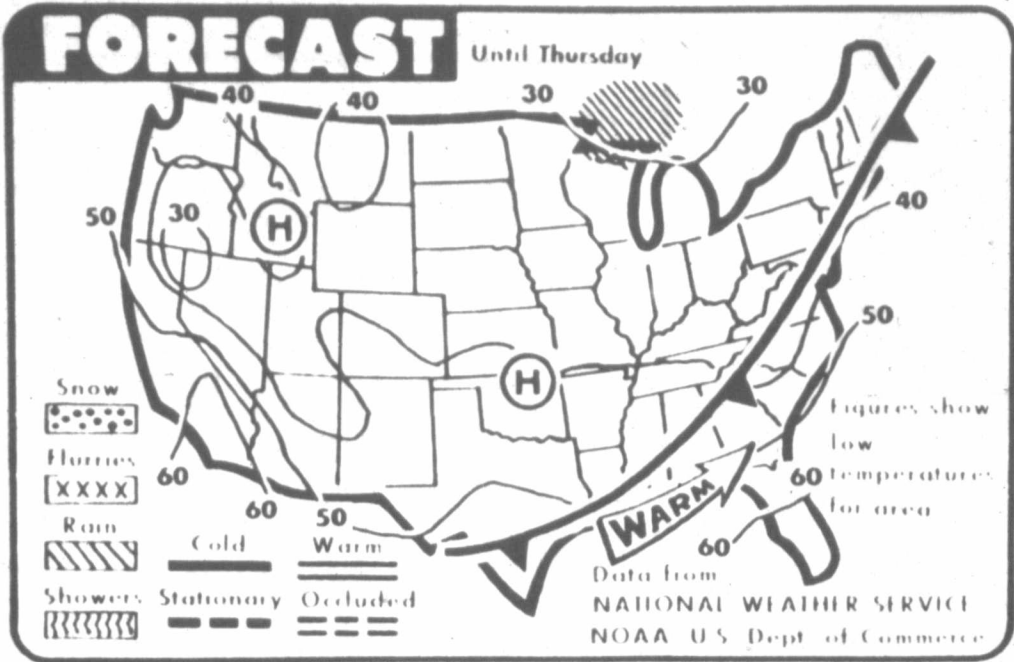 FORECAST
Until Thursday
40
40
30
30
50
30
H
40
50
H
Snow
Flurries
Rain
Showers
Cold
Warm
Stationary
Occluded
60
60
50
WARM
60
60
Figures show
low
temperatures
for area
Data from
NATIONAL WEATHER SERVICE
NOAA U S Dept of Commerce